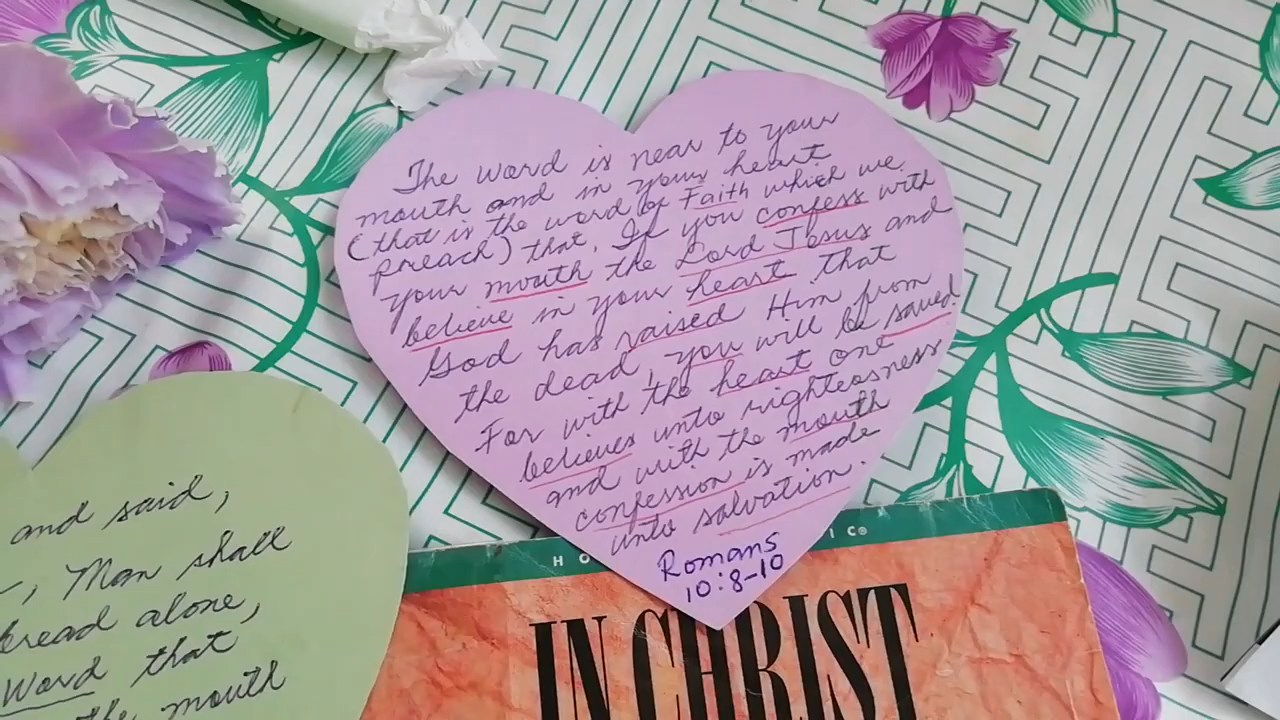 The word is near to your
mouth and in your heart
(that is the word of Faith which we
preach) that, If you confess with
your mouth the Lord Jesus and
believe in your heart that
God has raised Him from
the dead, you will be saved.
For with the heart one
believes unto righteosness
and with the mouth
confession is made
unto salvation.
Romans
10:8-10
and said,
, Man shall
bread alone,
Word that
the mouth
HO IC
IN CHRIST